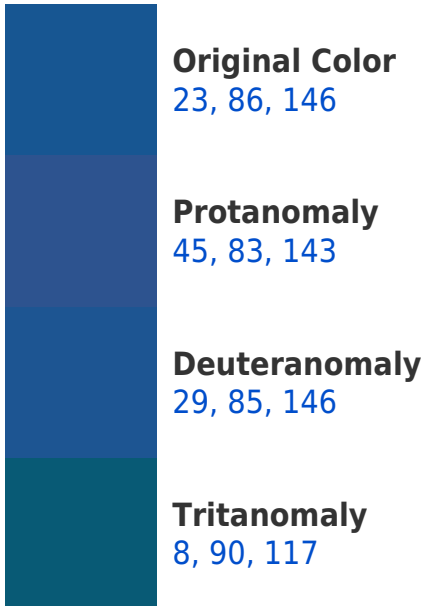 Original Color
23, 86, 146
Protanomaly
45, 83, 143
Deuteranomaly
29, 85, 146
Tritanomaly
8, 90, 117